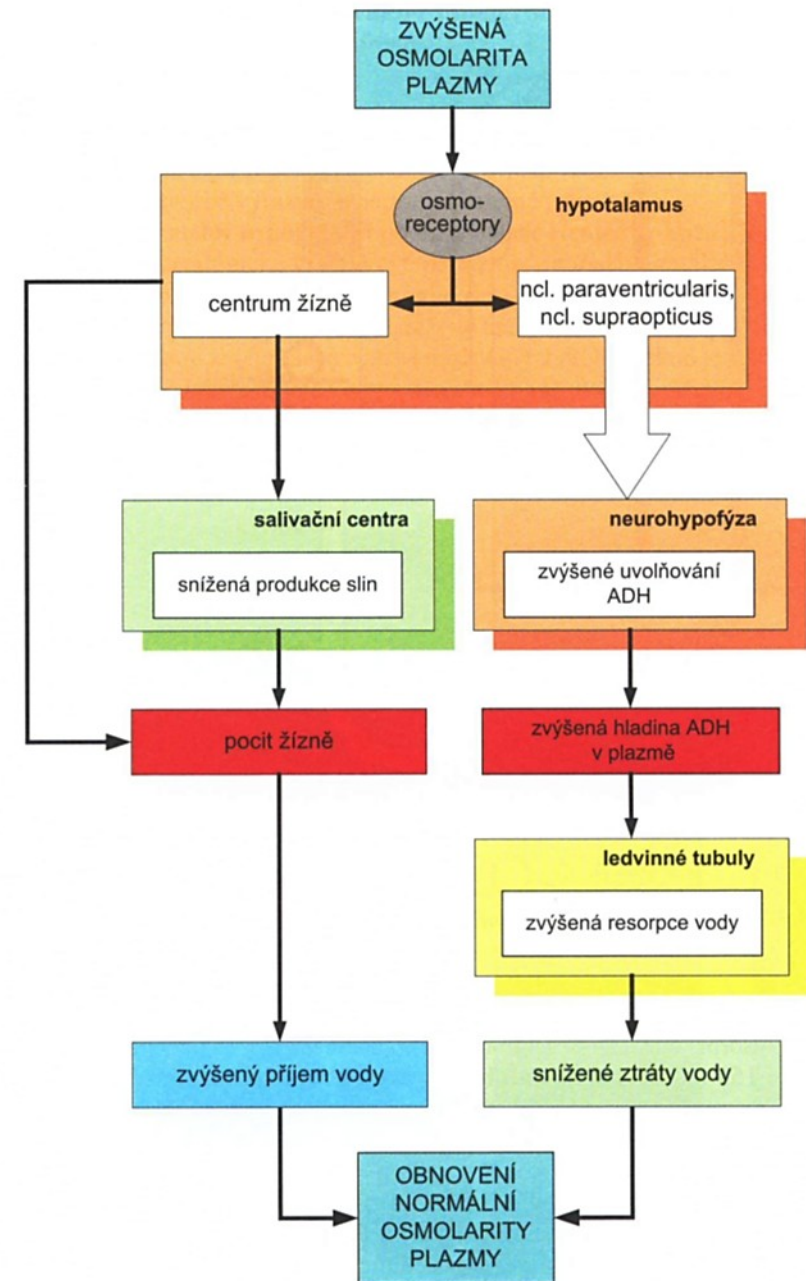 ZVÝŠENÁ
OSMOLARITA
PLAZMY
osmo-
receptory
hypotalamus
centrum žízně
ncl. paraventricularis,
ncl. supraopticus
salivační centra
snížená produkce slin
neurohypofýza
zvýšené uvolňování
ADH
pocit žízně
zvýšená hladina ADH
v plazmě
ledvinné tubuly
zvýšená resorpce vody
zvýšený příjem vody
snížené ztráty vody
OBNOVENÍ
NORMÁLNÍ
OSMOLARITY
PLAZMY